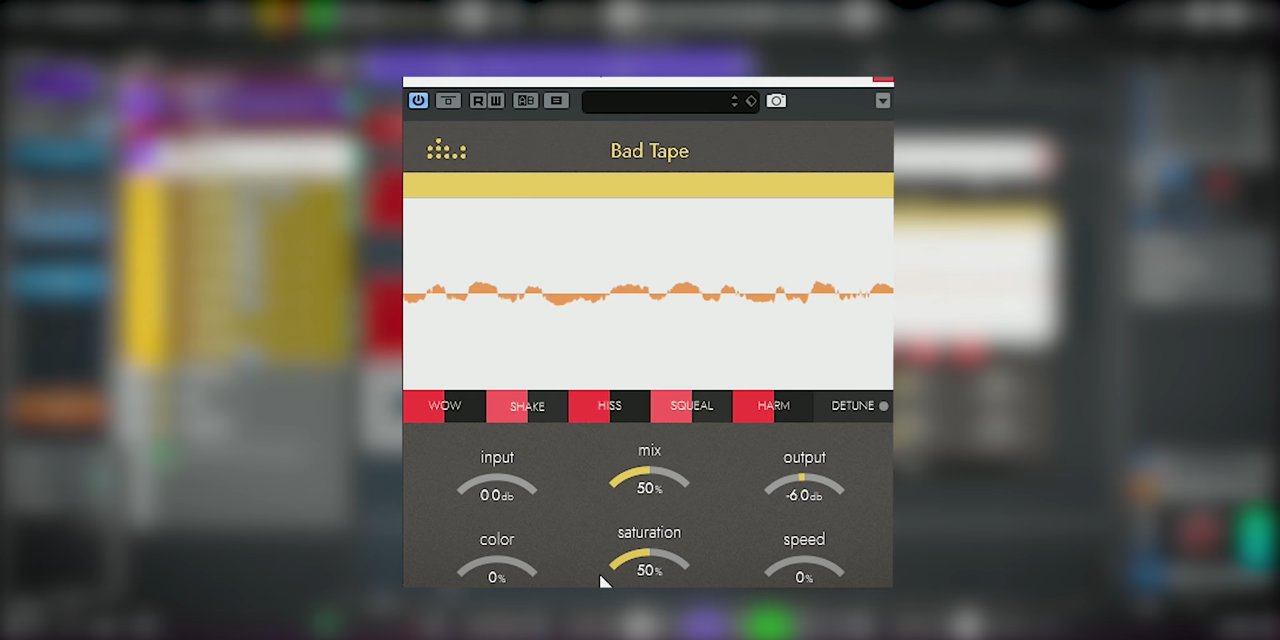 R W AB
Bad Tape
WOW SHAKE HISS SQUEAL HARM DETUNE
input mix output
0.0db 50% -6.0db
color saturation speed
0% 50% 0%